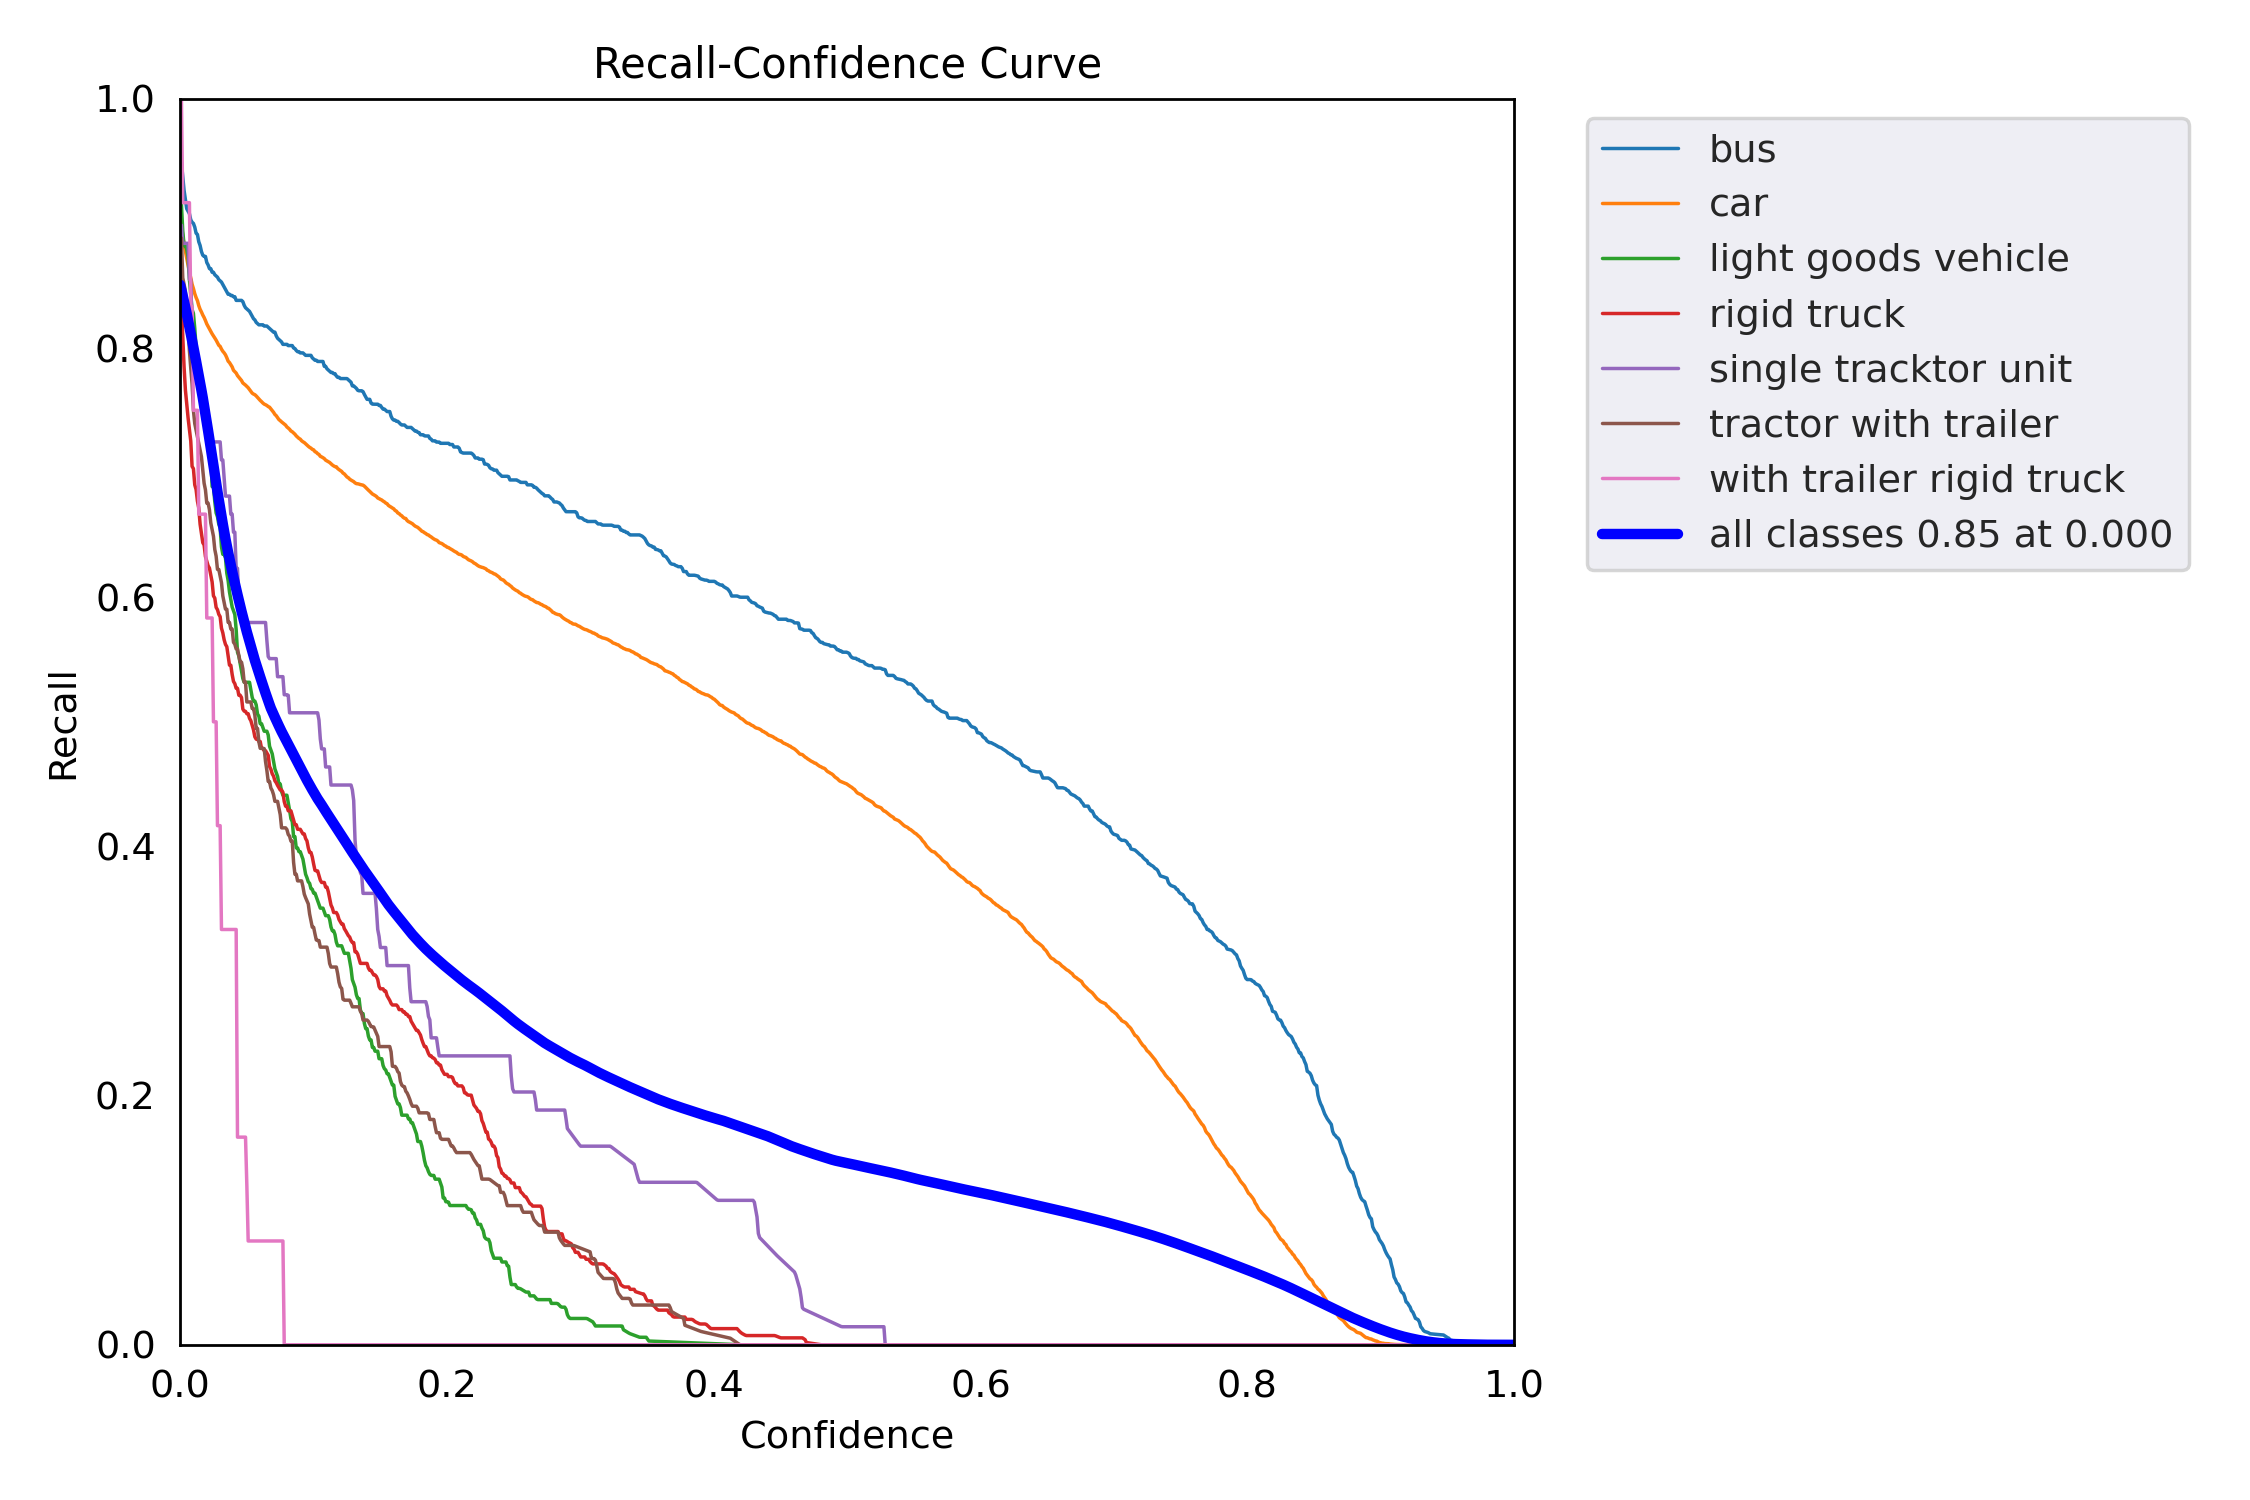 Recall-Confidence Curve
1.0
0.8
0.6
0.4
0.2
0.0
Recall
0.0 0.2 0.4 0.6 0.8 1.0
Confidence
bus
car
light goods vehicle
rigid truck
single tracktor unit
tractor with trailer
with trailer rigid truck
all classes 0.85 at 0.000